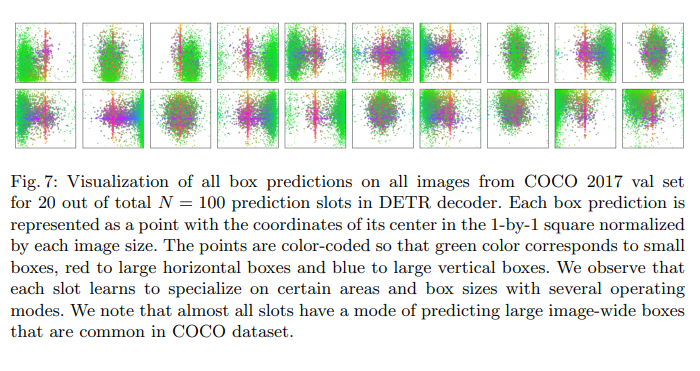 Fig. 7: Visualization of all box predictions on all images from COCO 2017 val set
for 20 out of total N = 100 prediction slots in DETR decoder. Each box prediction is
represented as a point with the coordinates of its center in the 1-by-1 square normalized
by each image size. The points are color-coded so that green color corresponds to small
boxes, red to large horizontal boxes and blue to large vertical boxes. We observe that
each slot learns to specialize on certain areas and box sizes with several operating
modes. We note that almost all slots have a mode of predicting large image-wide boxes
that are common in COCO dataset.